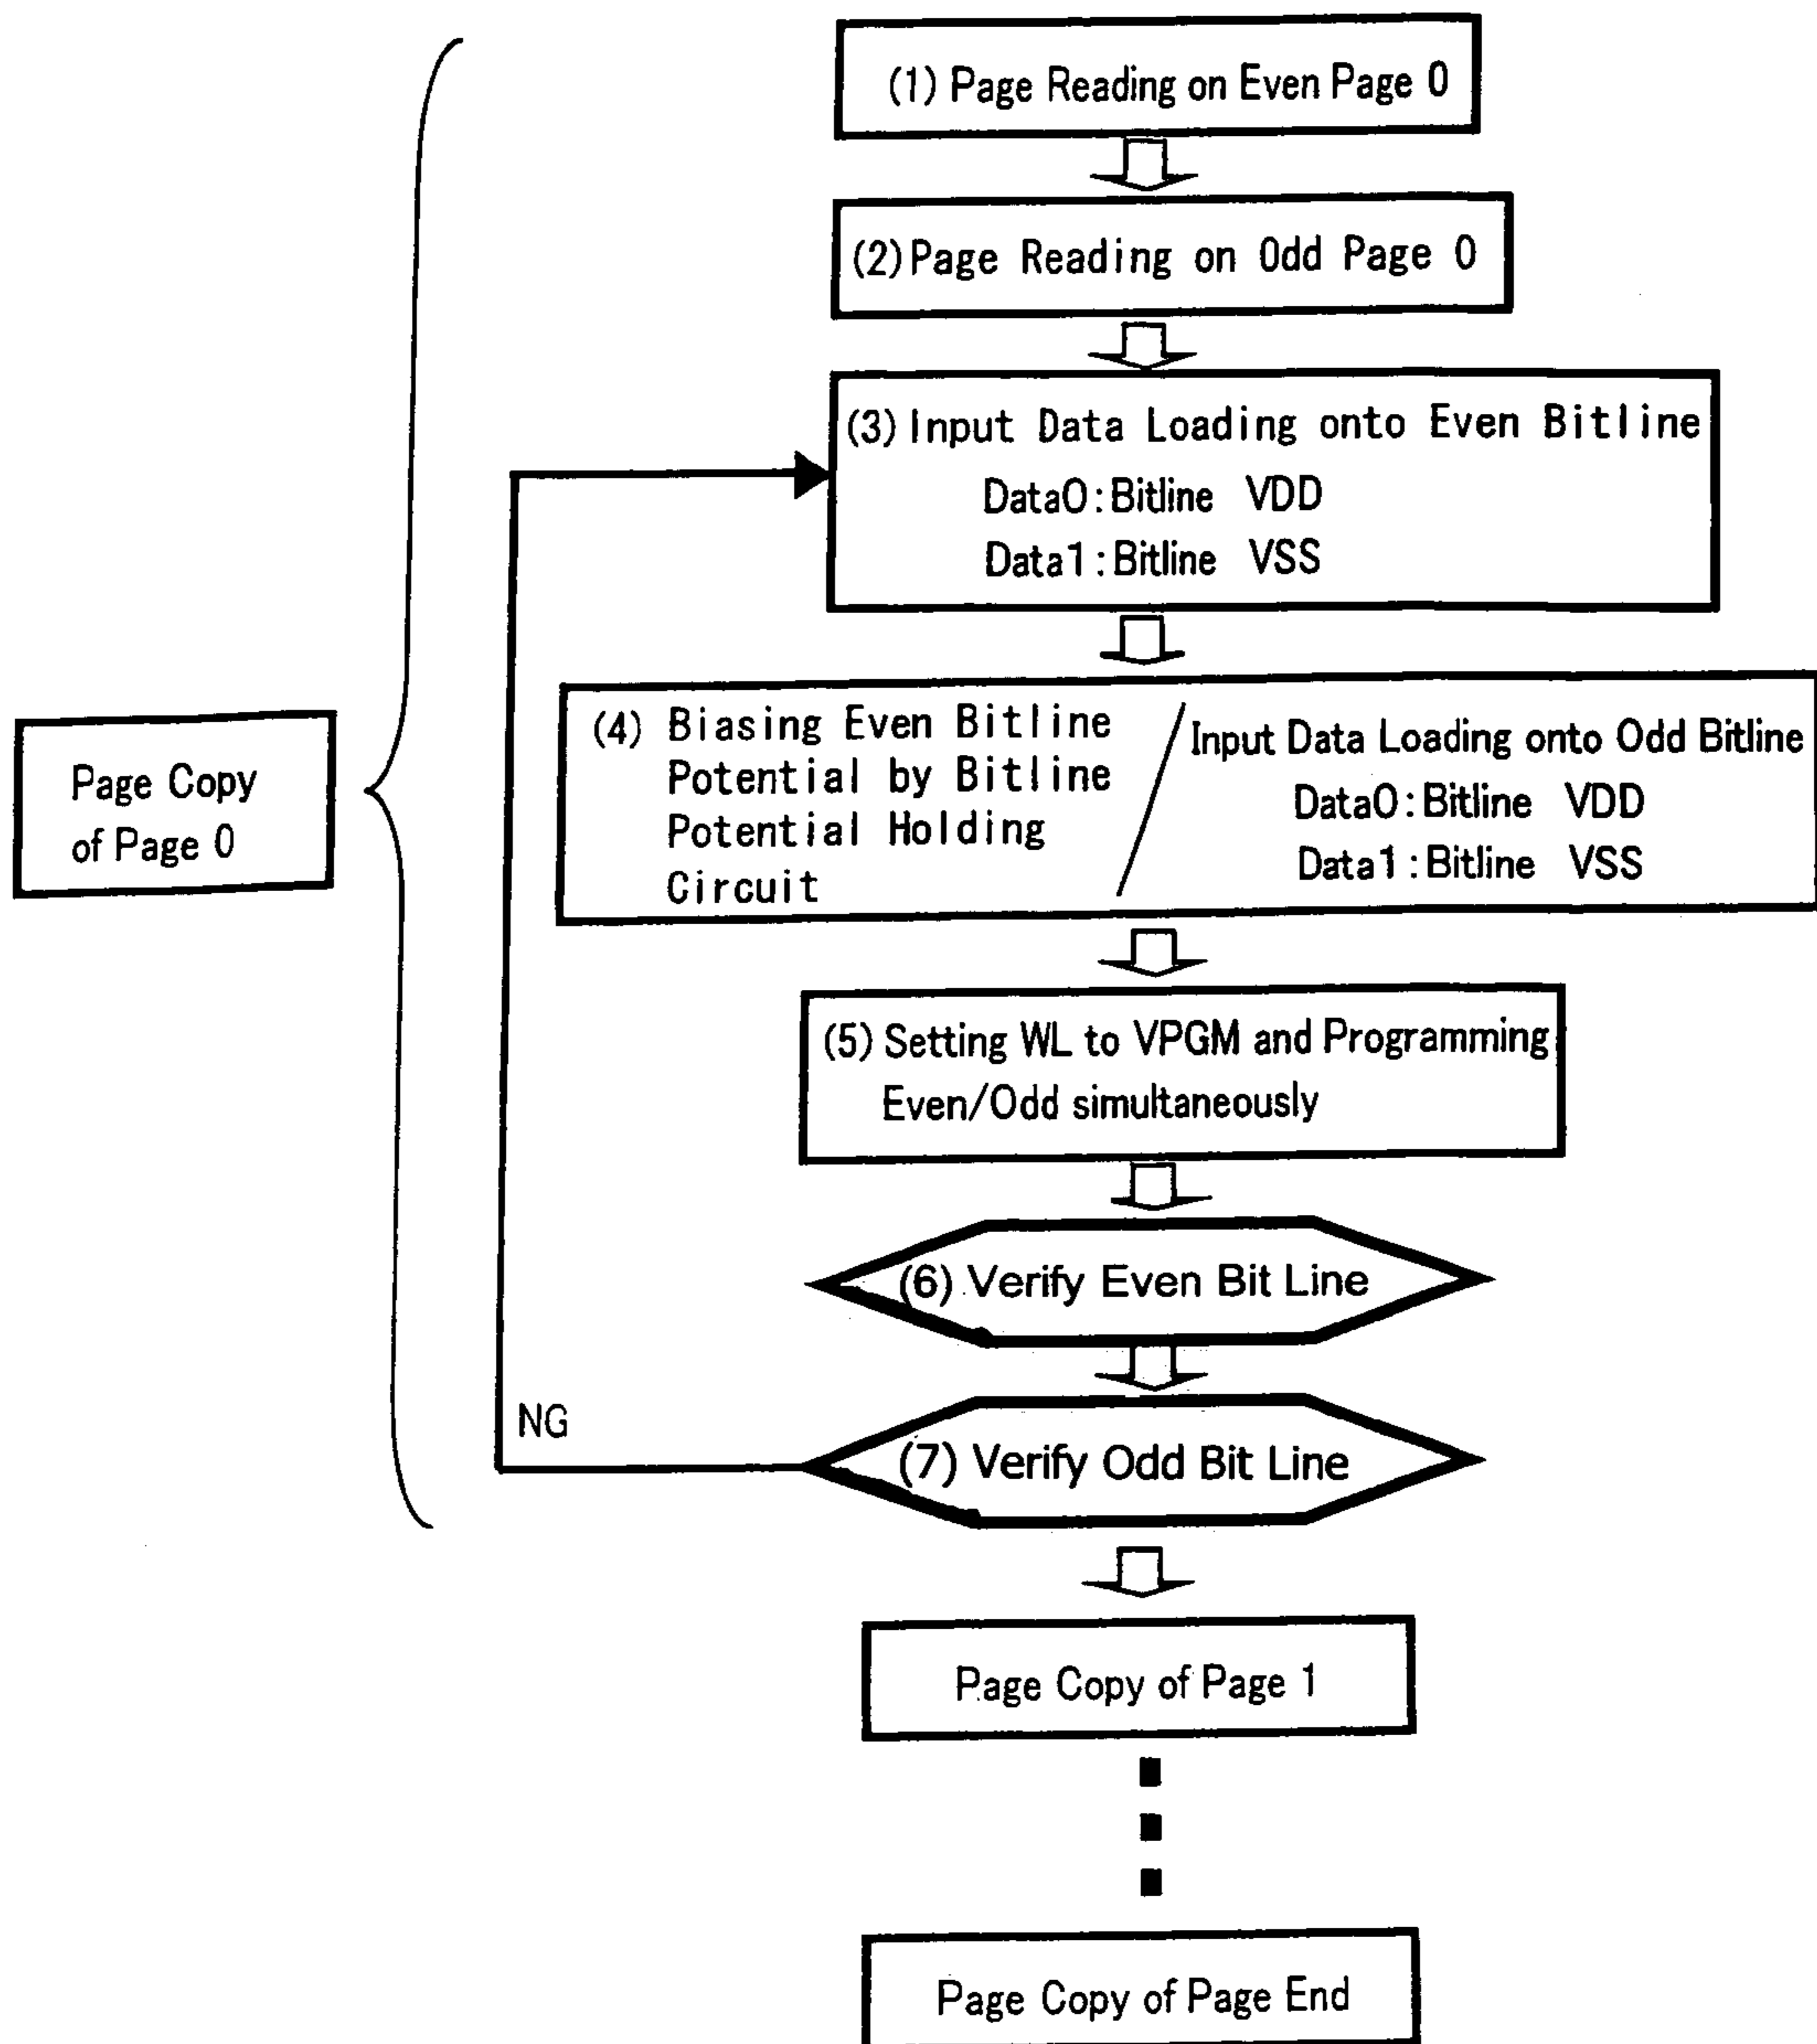 (1) Page Reading on Even Page 0
(2) Page Reading on Odd Page 0
(3) Input Data Loading onto Even Bitline
Data0:Bitline VDD
Data1:Bitline VSS
(4) Biasing Even Bitline
Potential by Bitline
Potential Holding
Circuit
/
Input Data Loading onto Odd Bitline
Data0:Bitline VDD
Data1:Bitline VSS
Page Copy
of Page 0
(5) Setting WL to VPGM and Programming
Even/Odd simultaneously
(6) Verify Even Bit Line
NG
(7) Verify Odd Bit Line
Page Copy of Page 1
Page Copy of Page End